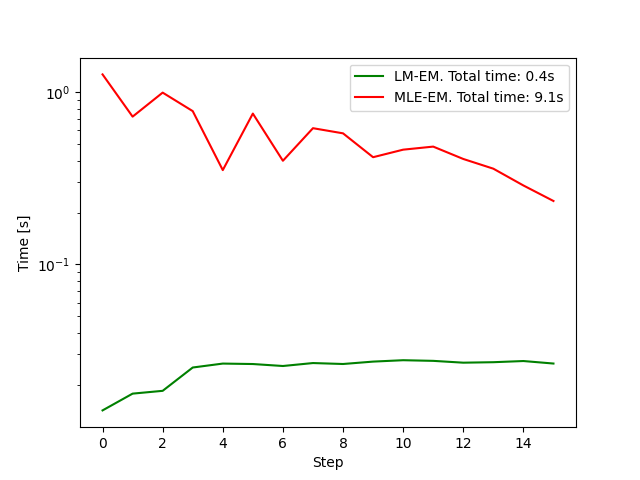 LM-EM. Total time: 0.4s
MLE-EM. Total time: 9.1s
10⁰
10⁻¹
Time [s]
0 2 4 6 8 10 12 14
Step